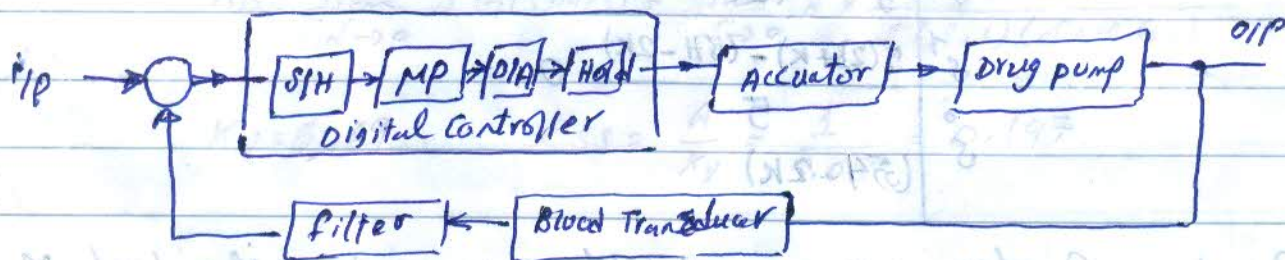 o/p
i/p
S/H
MP
D/A
Hold
Accuator
Drug pump
Digital Controller
filter
Blood Transducer